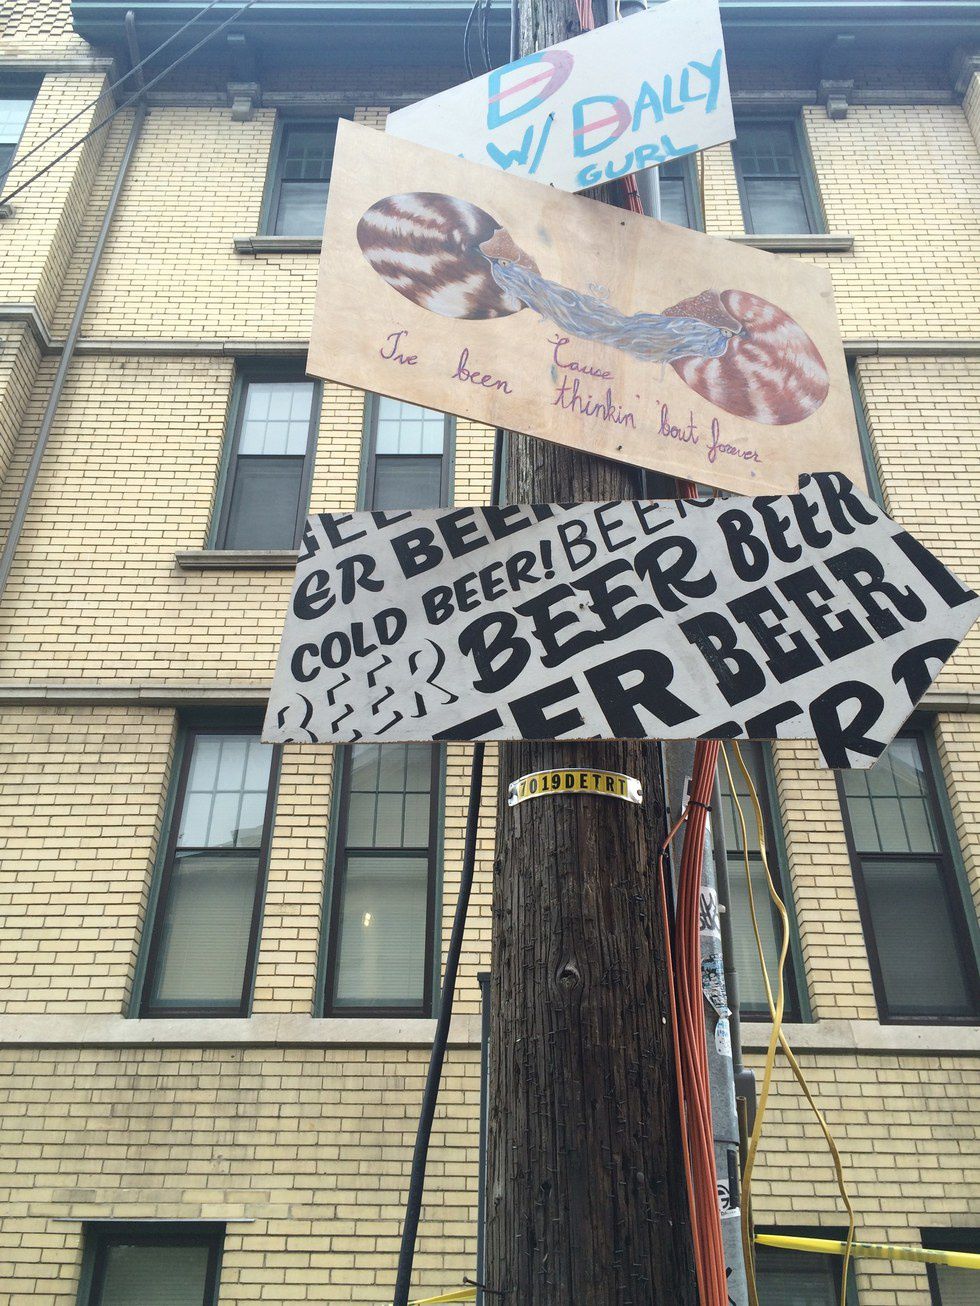 D
W/ DALLY
GURL
I've been 'Cause thinkin' 'bout forever
ER BEER
COLD BEER! BEER
BEER BEER BEER
BEER BEER BEER
7019DETRT